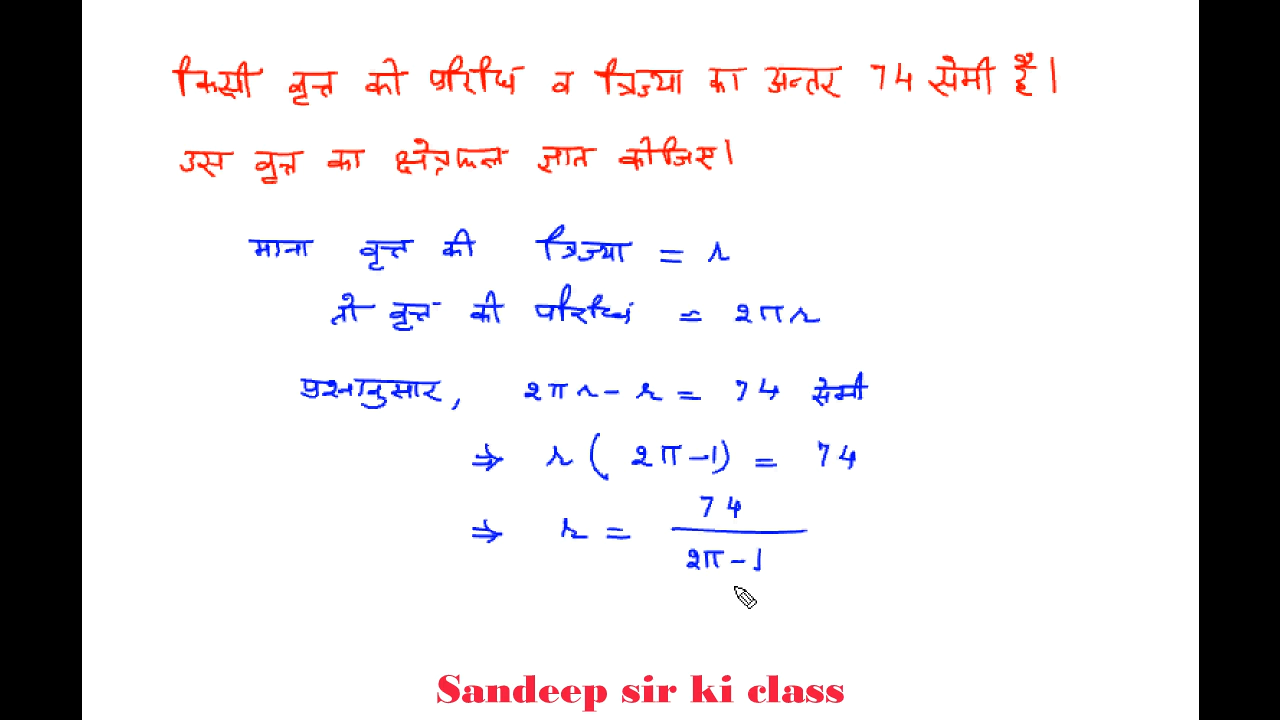 किसी वृत्त की परिधि व त्रिज्या का अन्तर 74 सेमी है।
उस वृत्त का क्षेत्रफल ज्ञात कीजिए।
माना वृत्त की त्रिज्या = r
तो वृत्त की परिधि = 2πr
प्रश्नानुसार, 2πr - r = 74 सेमी
⇒ r ( 2π-1) = 74
⇒ r = 74
2π-1
Sandeep sir ki class